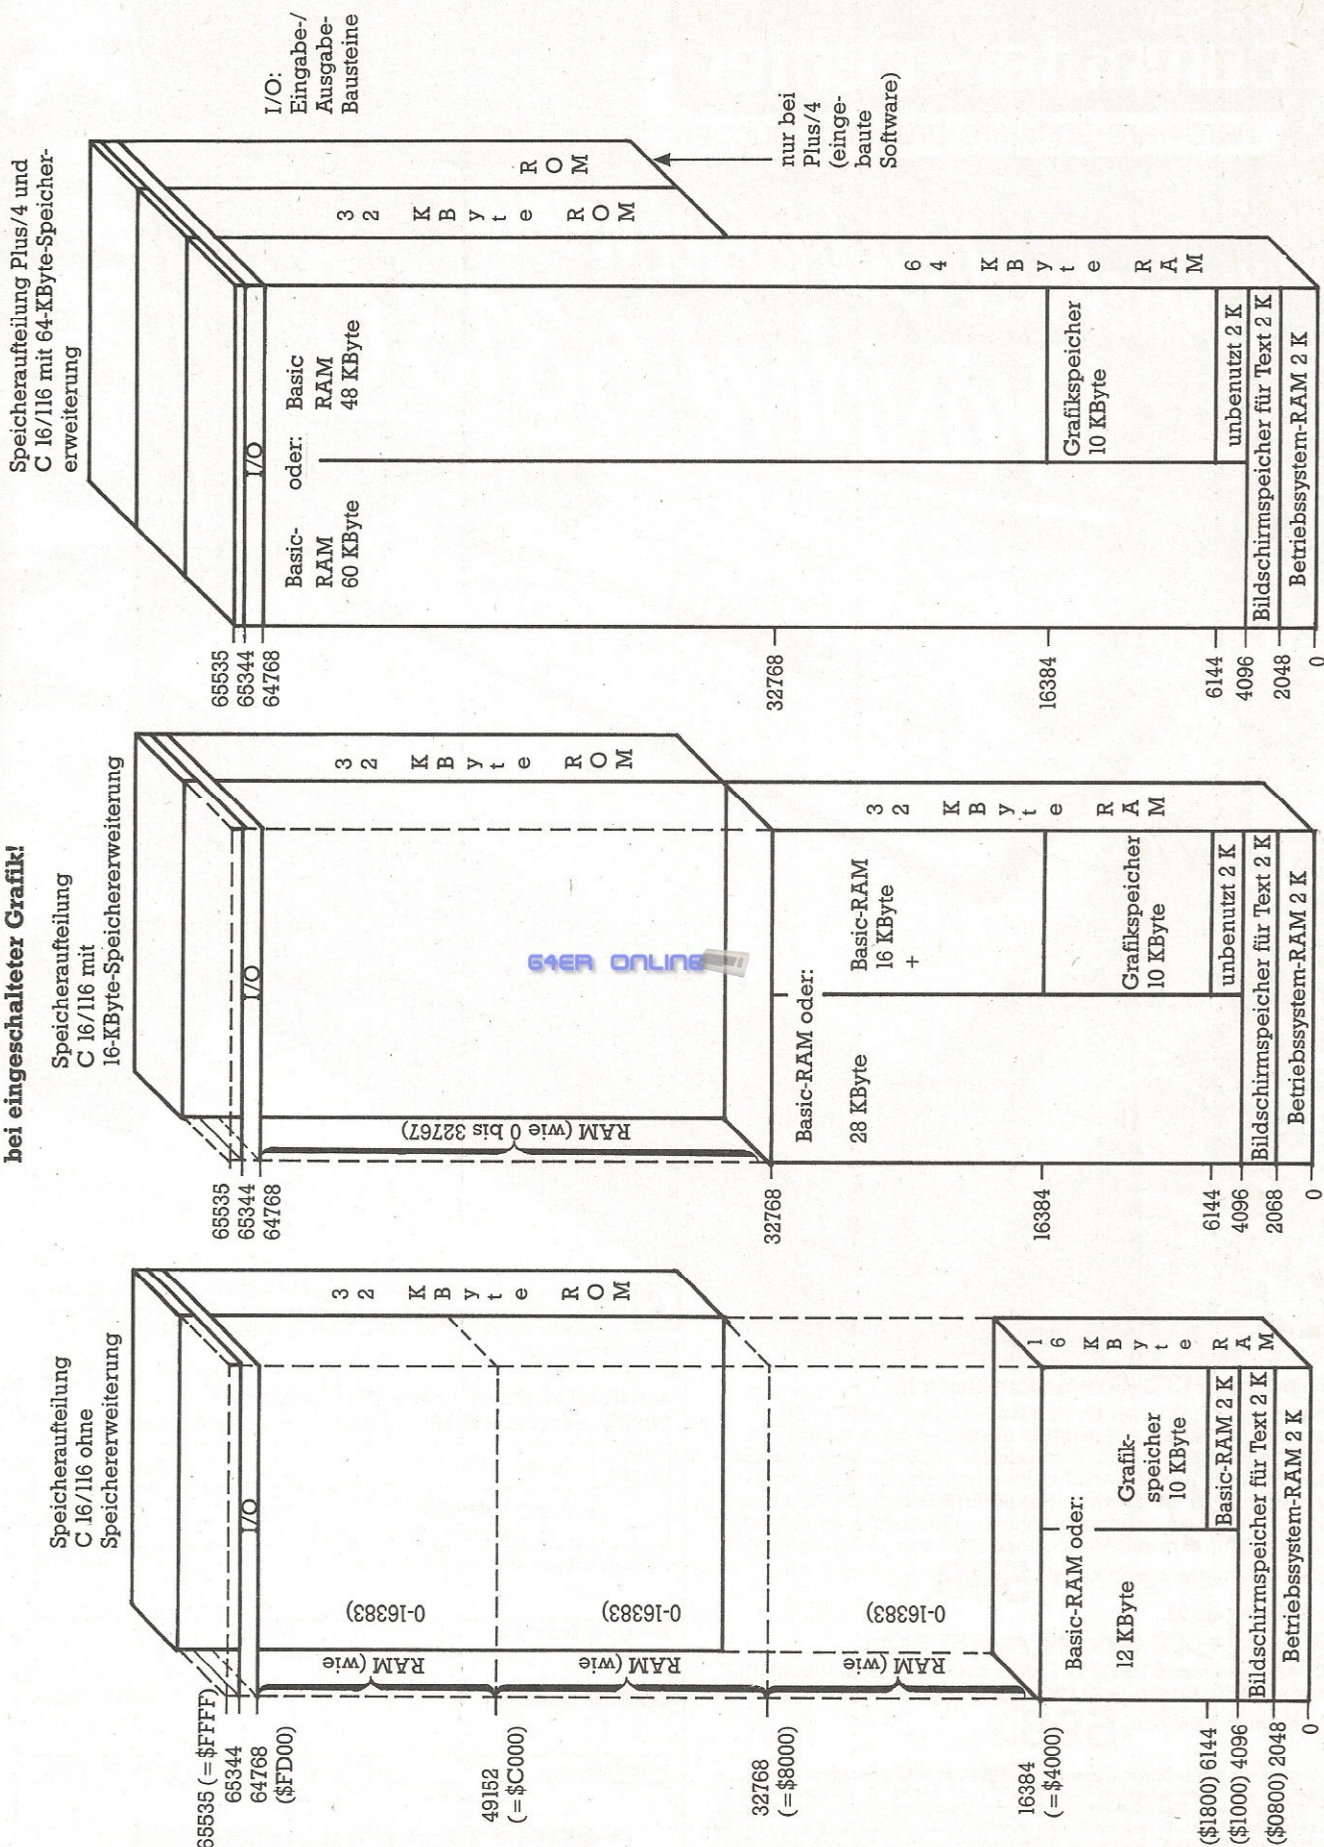 bei eingeschalteter Grafik!
Speicheraufteilung
C 16/116 ohne
Speichererweiterung
65535 (=$FFFF)
65344
64768
($FD00)
49152
(=$C000)
32768
(=$8000)
16384
(=$4000)
($1800) 6144
($1000) 4096
($0800) 2048
0
I/O
32 KByte ROM
RAM (wie
0-16383)
RAM (wie
0-16383)
RAM (wie
0-16383)
16 KByte RAM
Basic-RAM oder:
12 KByte
Grafik-
speicher
10 KByte
Basic-RAM 2 K
Bildschirmspeicher für Text 2 K
Betriebssystem-RAM 2 K
Speicheraufteilung
C 16/116 mit
16-KByte-Speichererweiterung
65535
65344
64768
32768
16384
6144
4096
2068
0
I/O
32 KByte ROM
RAM (wie 0 bis 32767)
32 KByte RAM
Basic-RAM oder:
28 KByte
Basic-RAM
16 KByte
+
Grafikspeicher
10 KByte
unbenutzt 2 K
Bildschirmspeicher für Text 2 K
Betriebssystem-RAM 2 K
Speicheraufteilung Plus/4 und
C 16/116 mit 64-KByte-Speicher-
erweiterung
65535
65344
64768
32768
16384
6144
4096
2048
0
I/O
Basic-
RAM
60 KByte
oder:
Basic
RAM
48 KByte
32 KByte ROM
ROM
64 KByte RAM
Grafikspeicher
10 KByte
unbenutzt 2 K
Bildschirmspeicher für Text 2 K
Betriebssystem-RAM 2 K
I/O:
Eingabe-/
Ausgabe-
Bausteine
nur bei
Plus/4
(einge-
baute
Software)
64ER ONLINE